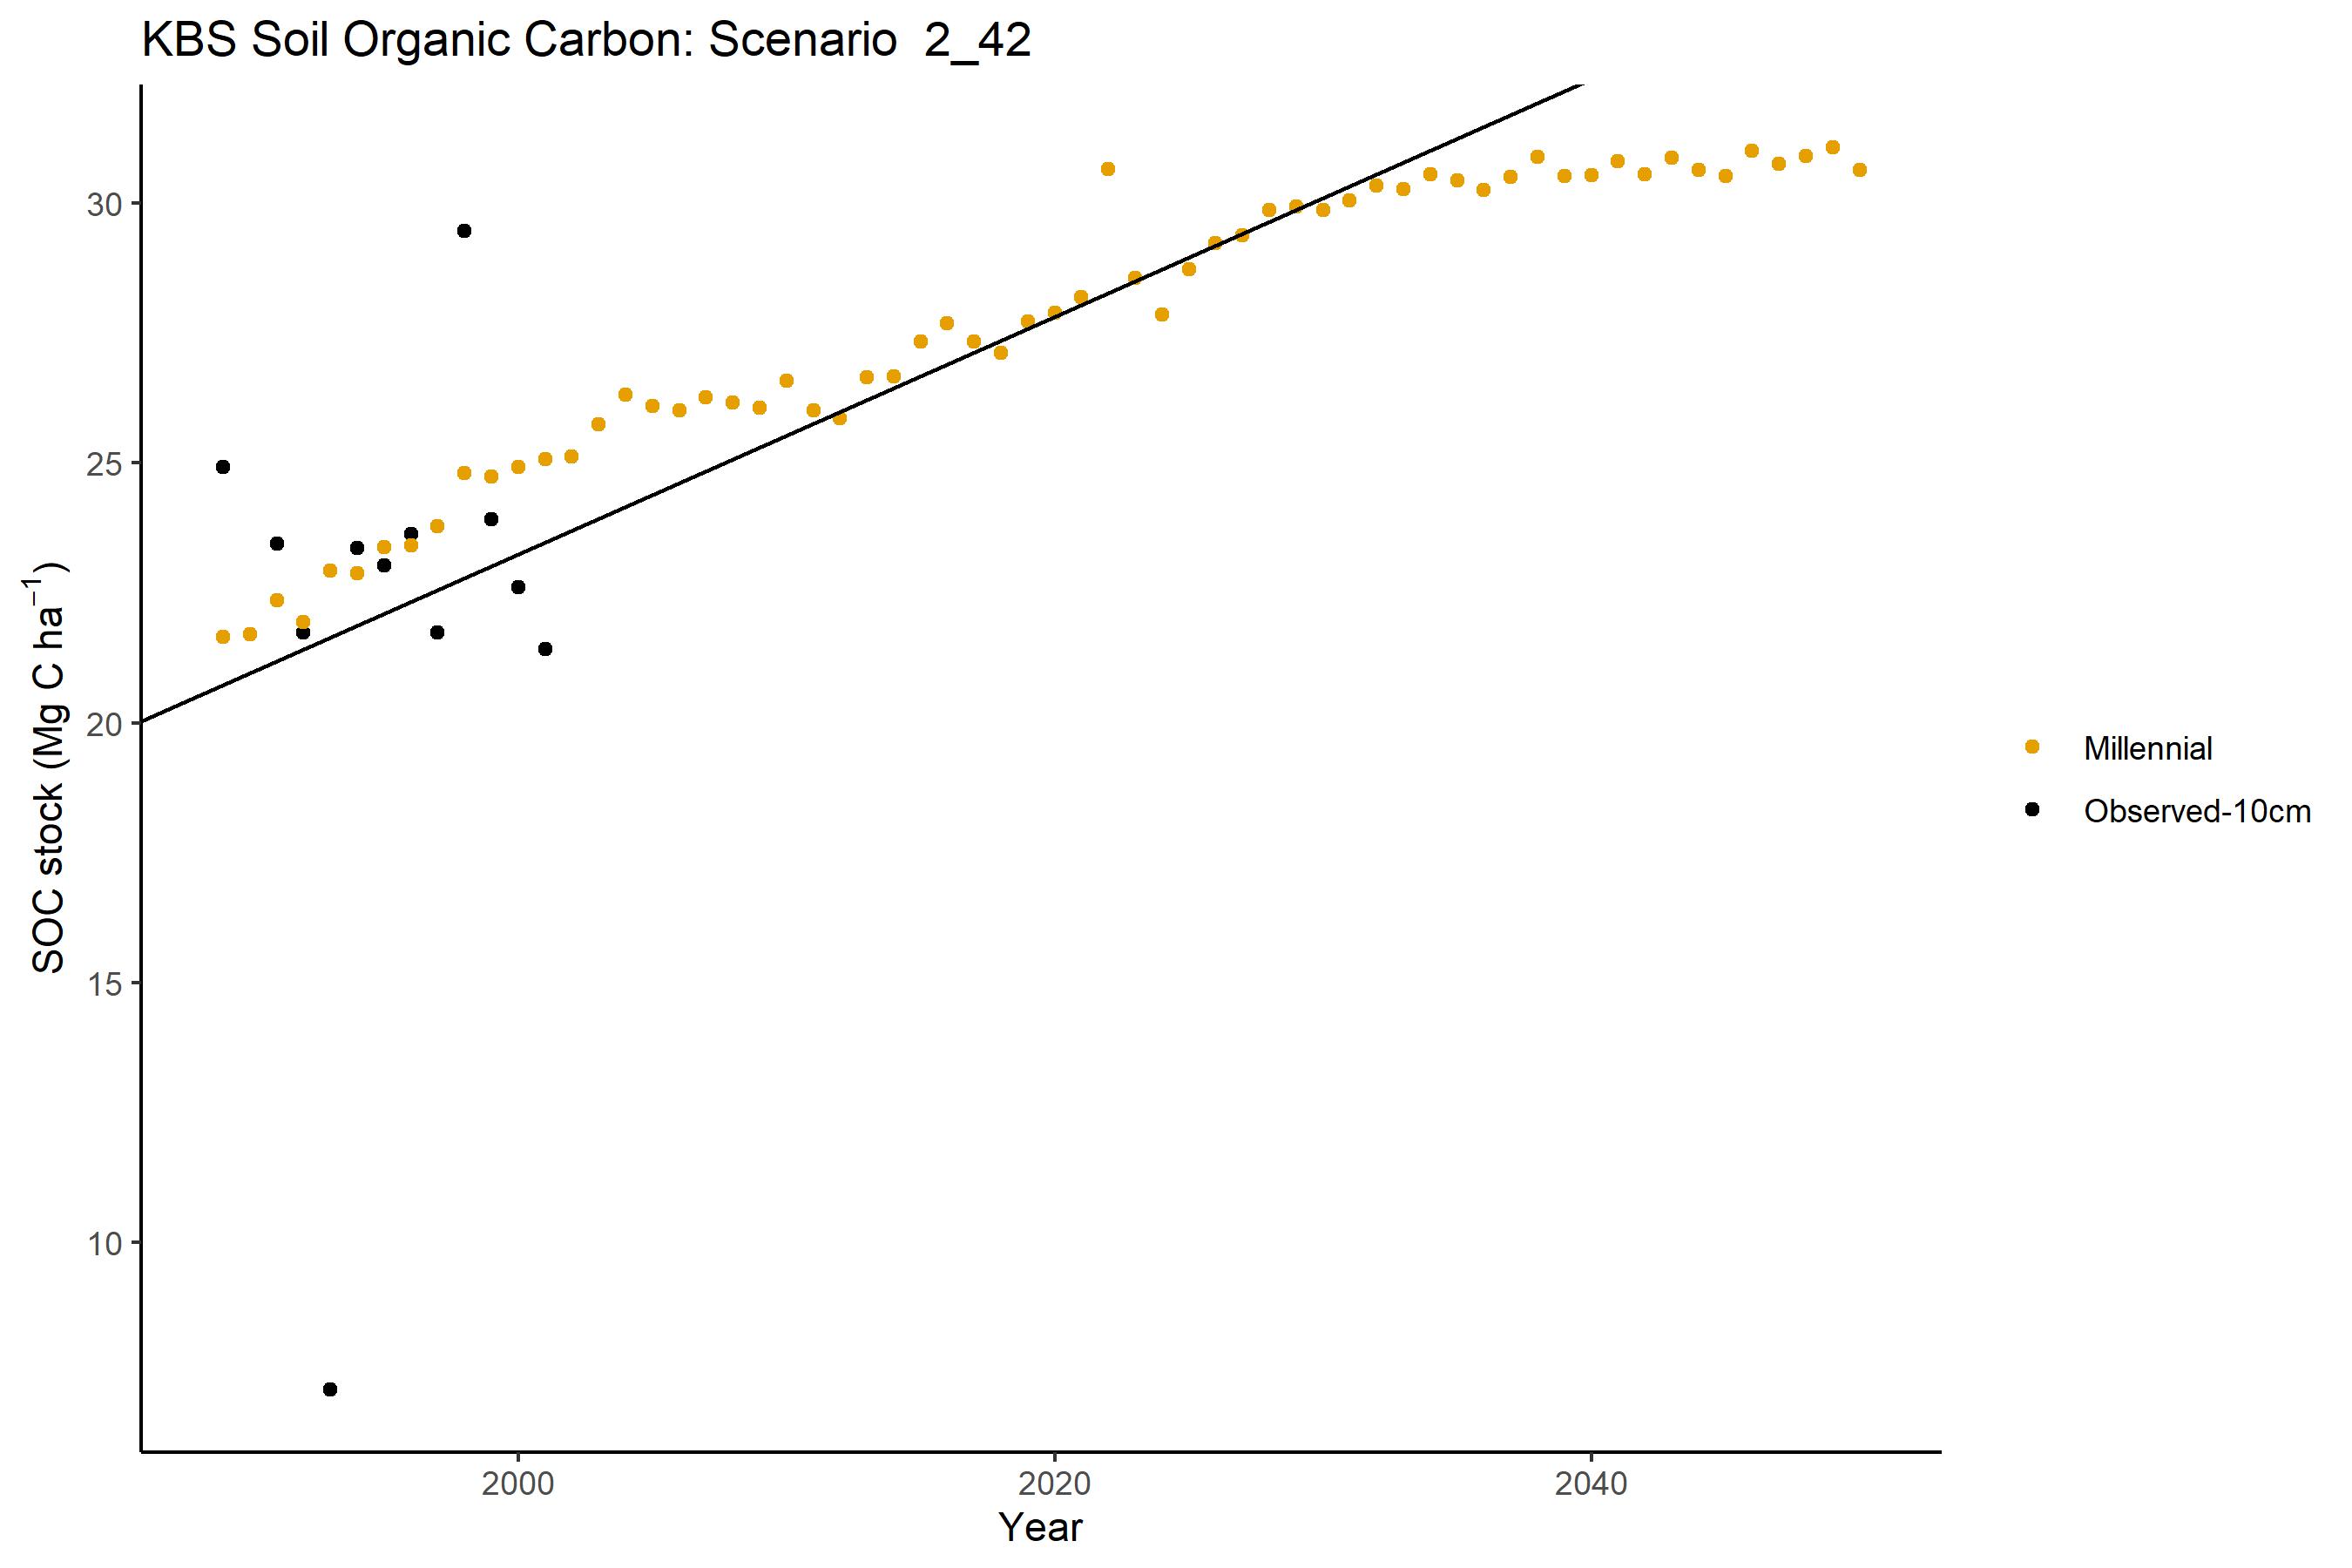 KBS Soil Organic Carbon: Scenario  2_42
SOC stock (Mg C ha⁻¹)
30
25
20
15
10
2000
2020
2040
Year
Millennial
Observed-10cm